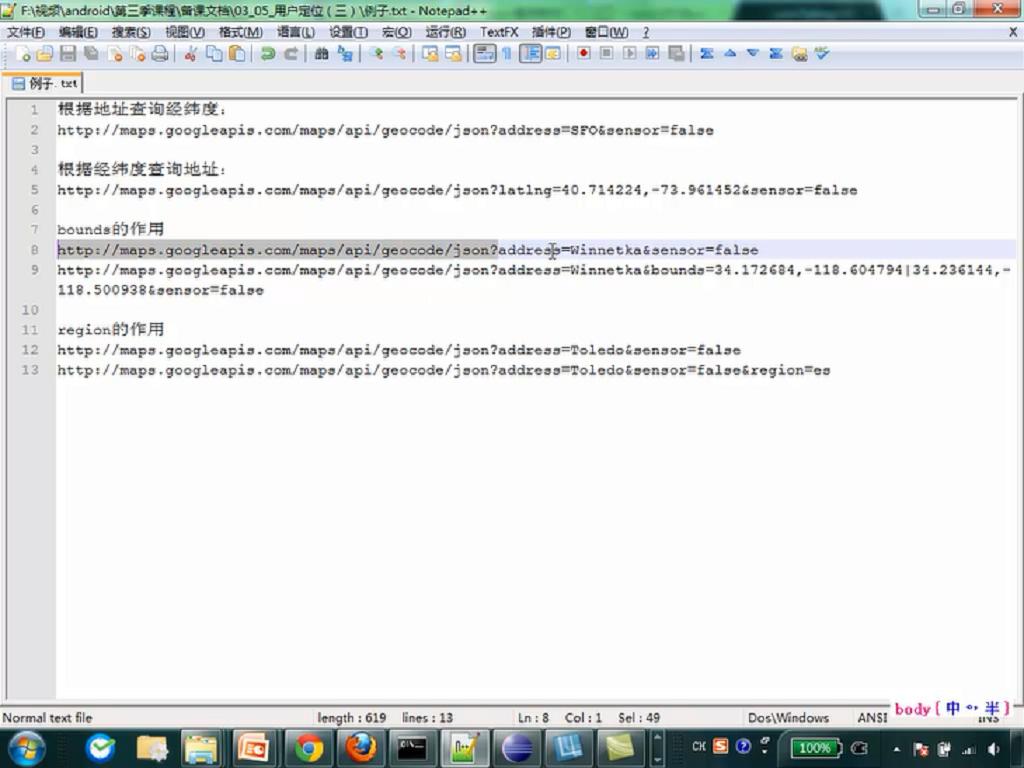 F:\视频\android\第三季课程\备课文档\03_05_用户定位（三）\例子.txt - Notepad++
文件(F) 编辑(E) 搜索(S) 视图(V) 格式(M) 语言(L) 设置(T) 宏(O) 运行(R) TextFX 插件(P) 窗口(W) ? X
例子.txt
1 根据地址查询经纬度：
2 http://maps.googleapis.com/maps/api/geocode/json?address=SFO&sensor=false
3
4 根据经纬度查询地址：
5 http://maps.googleapis.com/maps/api/geocode/json?latlng=40.714224,-73.961452&sensor=false
6
7 bounds的作用
8 http://maps.googleapis.com/maps/api/geocode/json?address=Winnetka&sensor=false
9 http://maps.googleapis.com/maps/api/geocode/json?address=Winnetka&bounds=34.172684,-118.604794|34.236144,-
118.500938&sensor=false
10
11 region的作用
12 http://maps.googleapis.com/maps/api/geocode/json?address=Toledo&sensor=false
13 http://maps.googleapis.com/maps/api/geocode/json?address=Toledo&sensor=false&region=es
body{中 半}
Normal text file length : 619 lines : 13 Ln : 8 Col : 1 Sel : 49 Dos\Windows ANSI INS
CH 100%